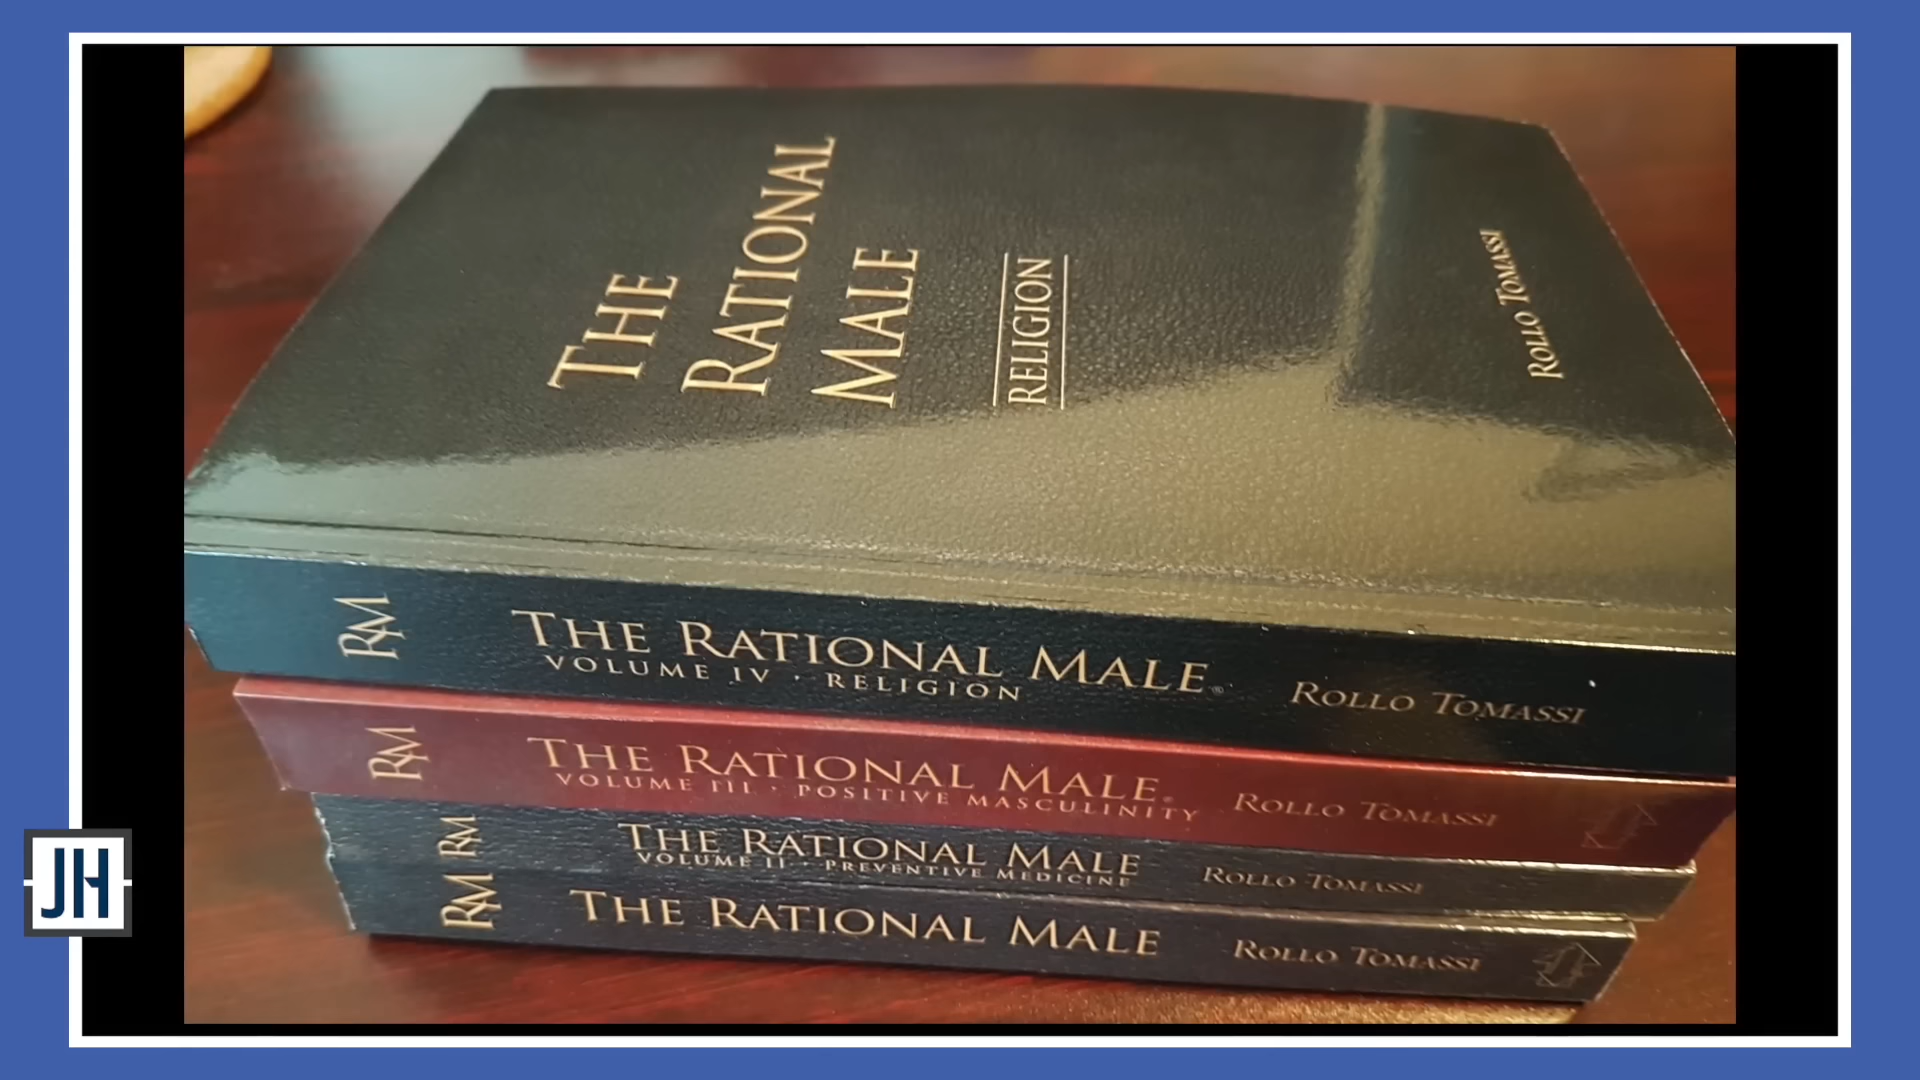 THE
RATIONAL
MALE
RELIGION
ROLLO TOMASSI
RM
THE RATIONAL MALE®
VOLUME IV · RELIGION
ROLLO TOMASSI
RM
THE RATIONAL MALE®
VOLUME III · POSITIVE MASCULINITY
ROLLO TOMASSI
RM
THE RATIONAL MALE
VOLUME II · PREVENTIVE MEDICINE
ROLLO TOMASSI
RM
THE RATIONAL MALE
ROLLO TOMASSI
JH